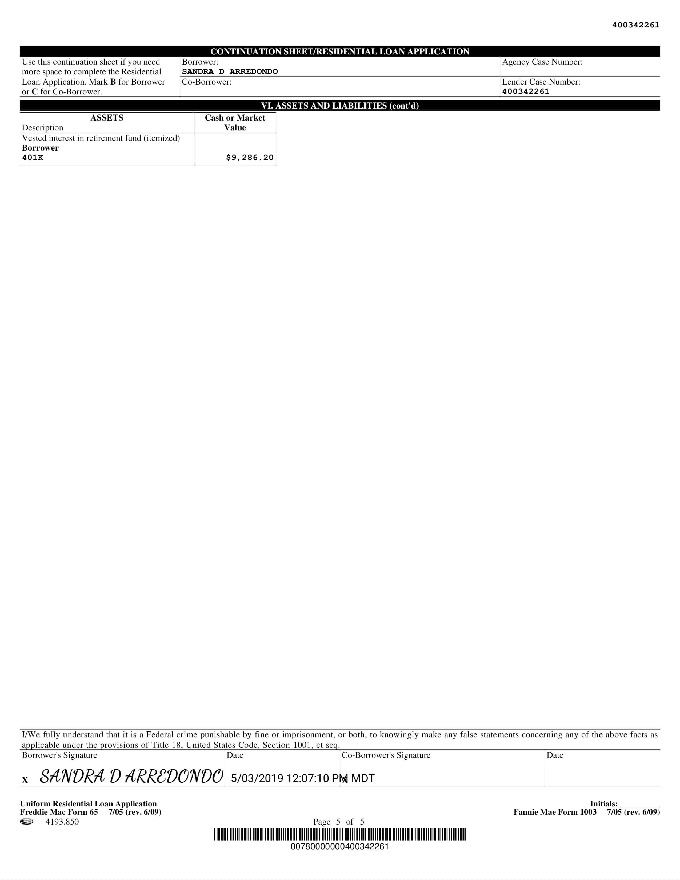 400342261
CONTINUATION SHEET/RESIDENTIAL LOAN APPLICATION
Use this continuation sheet if you need
more space to complete the Residential
Loan Application. Mark B for Borrower
or C for Co-Borrower.
Borrower:
SANDRA D ARREDONDO
Co-Borrower:
Agency Case Number:
Lender Case Number:
400342261
VI. ASSETS AND LIABILITIES (cont'd)
ASSETS
Description
Cash or Market
Value
Vested interest in retirement fund (itemized)
Borrower
401K $9,286.20
I/We fully understand that it is a Federal crime punishable by fine or imprisonment, or both, to knowingly make any false statements concerning any of the above facts as
applicable under the provisions of Title 18, United States Code, Section 1001, et seq.
Borrower's Signature Date Co-Borrower's Signature Date
X SANDRA D ARREDONDO 5/03/2019 12:07:10 PM MDT
Uniform Residential Loan Application
Freddie Mac Form 65 7/05 (rev. 6/09)
4193.850
Page 5 of 5
Initials:
Fannie Mae Form 1003 7/05 (rev. 6/09)
00780000000400342261